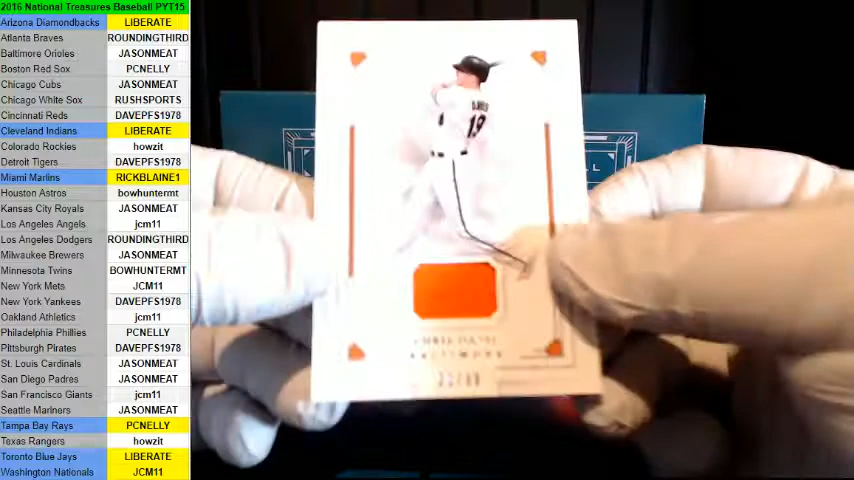 2016 National Treasures Baseball PYT15
Arizona Diamondbacks LIBERATE
Atlanta Braves ROUNDINGTHIRD
Baltimore Orioles JASONMEAT
Boston Red Sox PCNELLY
Chicago Cubs JASONMEAT
Chicago White Sox RUSHSPORTS
Cincinnati Reds DAVEPFS1978
Cleveland Indians LIBERATE
Colorado Rockies howzit
Detroit Tigers DAVEPFS1978
Miami Marlins RICKBLAINE1
Houston Astros bowhuntermt
Kansas City Royals JASONMEAT
Los Angeles Angels jcm11
Los Angeles Dodgers ROUNDINGTHIRD
Milwaukee Brewers JASONMEAT
Minnesota Twins BOWHUNTERMT
New York Mets JCM11
New York Yankees DAVEPFS1978
Oakland Athletics jcm11
Philadelphia Phillies PCNELLY
Pittsburgh Pirates DAVEPFS1978
St. Louis Cardinals JASONMEAT
San Diego Padres JASONMEAT
San Francisco Giants jcm11
Seattle Mariners JASONMEAT
Tampa Bay Rays PCNELLY
Texas Rangers howzit
Toronto Blue Jays LIBERATE
Washington Nationals JCM11
DAVIS
19